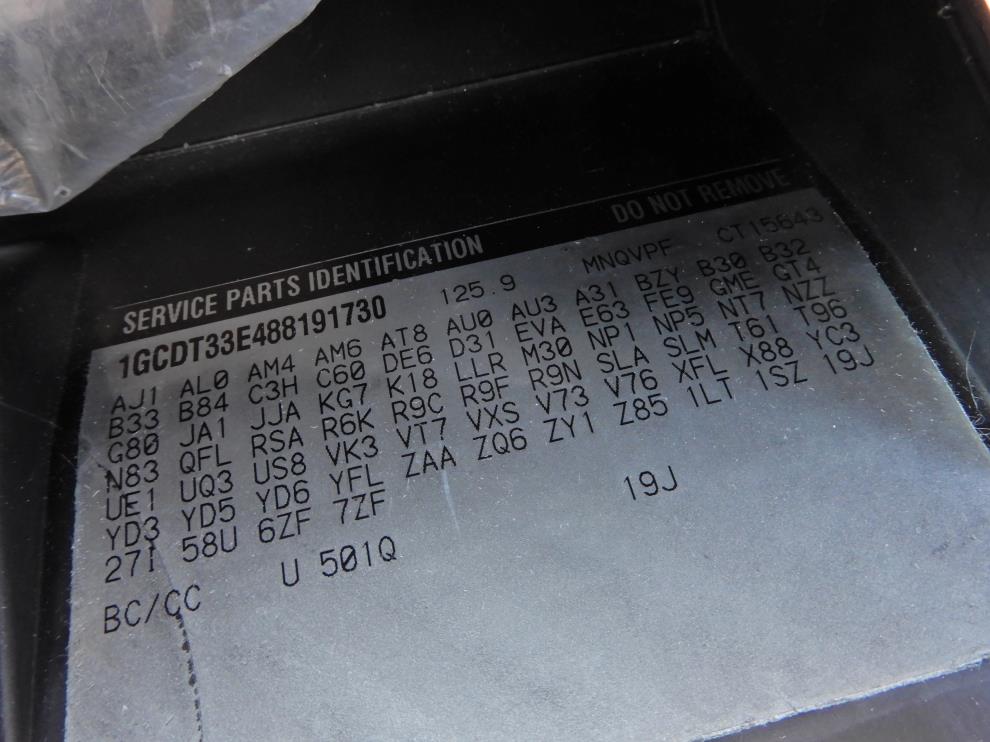 SERVICE PARTS IDENTIFICATION DO NOT REMOVE
1GCDT33E488191730 125.9 MNQVPF CT15643
AJ1 AL0 AM4 AM6 AT8 AU0 AU3 A31 BZY B30 B32
B33 B84 C3H C60 DE6 D31 EVA E63 FE9 GME GT4
G80 JA1 JJA KG7 K18 LLR M30 NP1 NP5 NT7 NZZ
N83 QFL RSA R6K R9C R9F R9N SLA SLM T61 T96
UE1 UQ3 US8 VK3 VT7 VXS V73 V76 XFL X88 YC3
YD3 YD5 YD6 YFL ZAA ZQ6 ZY1 Z85 1LT 1SZ 19J
27I 58U 6ZF 7ZF
BC/CC U 501Q 19J